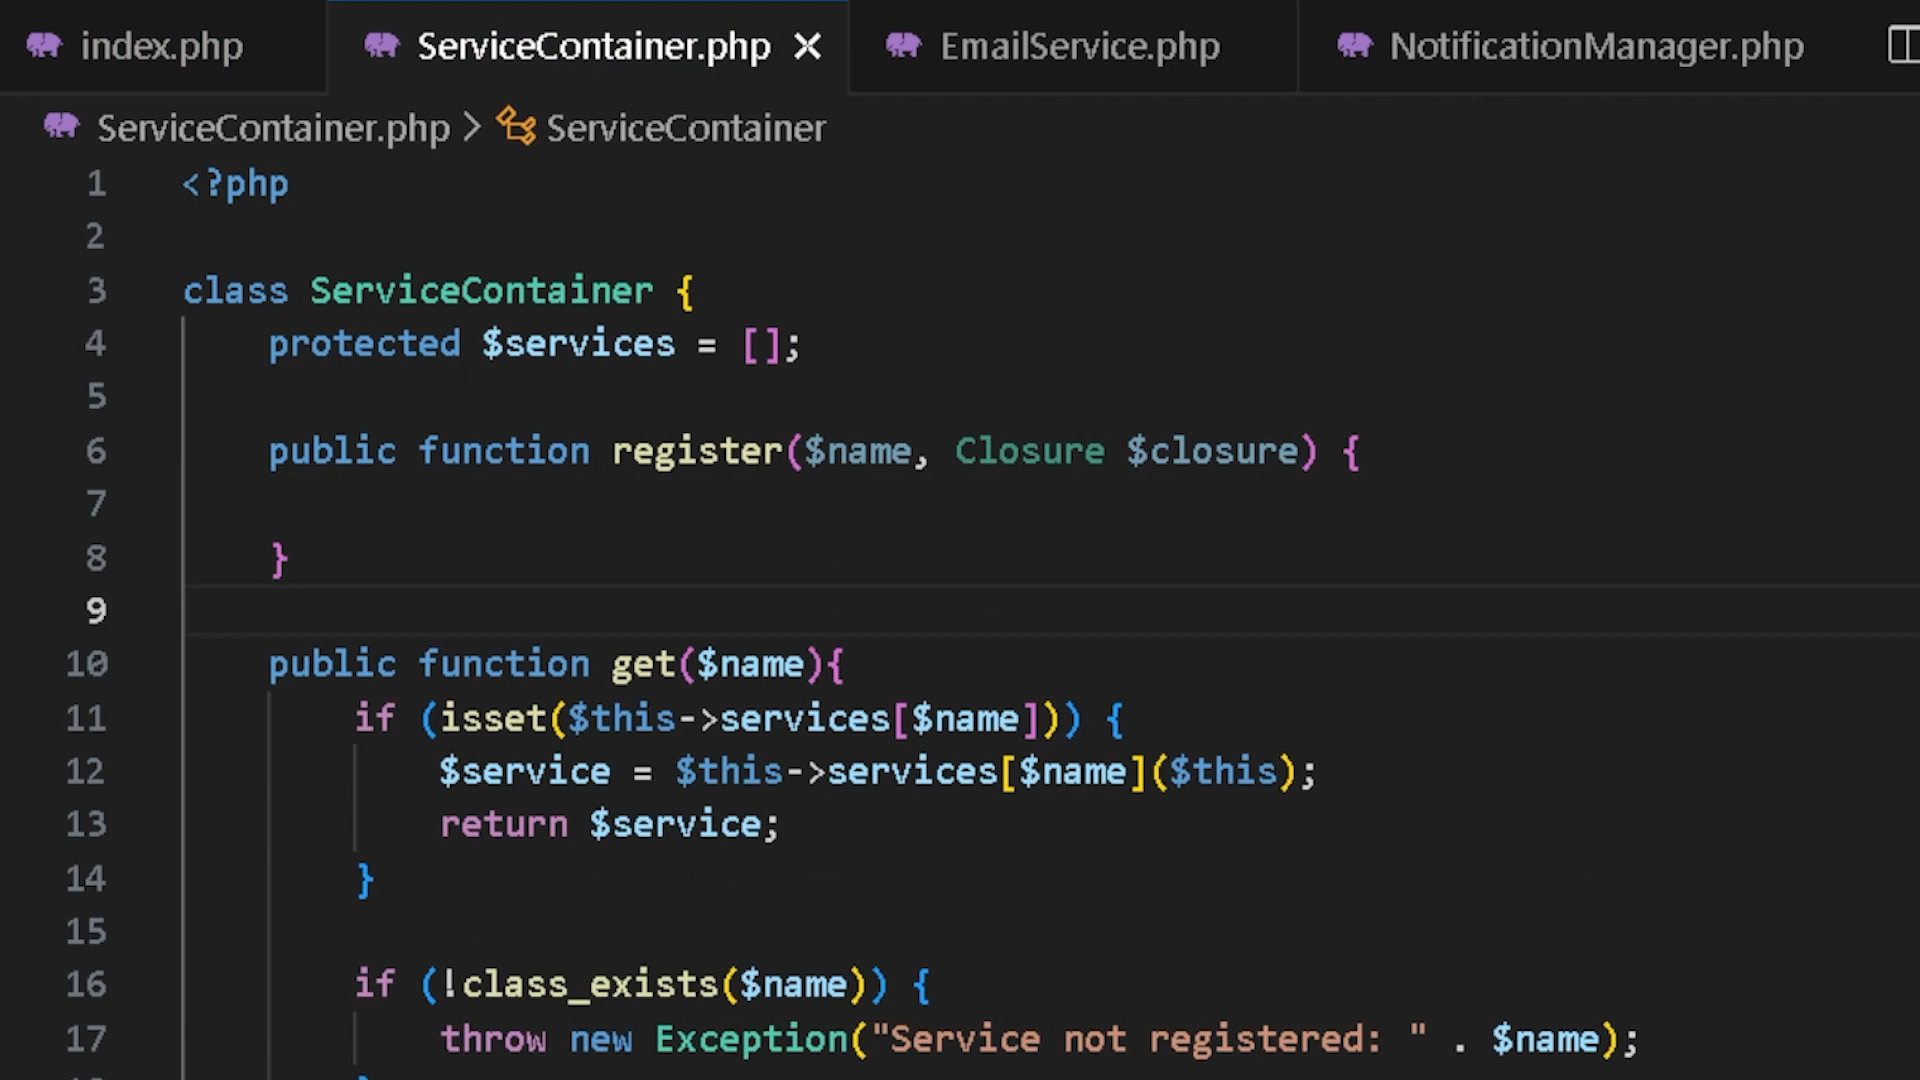 index.php ServiceContainer.php EmailService.php NotificationManager.php
ServiceContainer.php > ServiceContainer
1 <?php
2
3 class ServiceContainer {
4 protected $services = [];
5
6 public function register($name, Closure $closure) {
7
8 }
9
10 public function get($name){
11 if (isset($this->services[$name])) {
12 $service = $this->services[$name]($this);
13 return $service;
14 }
15
16 if (!class_exists($name)) {
17 throw new Exception("Service not registered: " . $name);